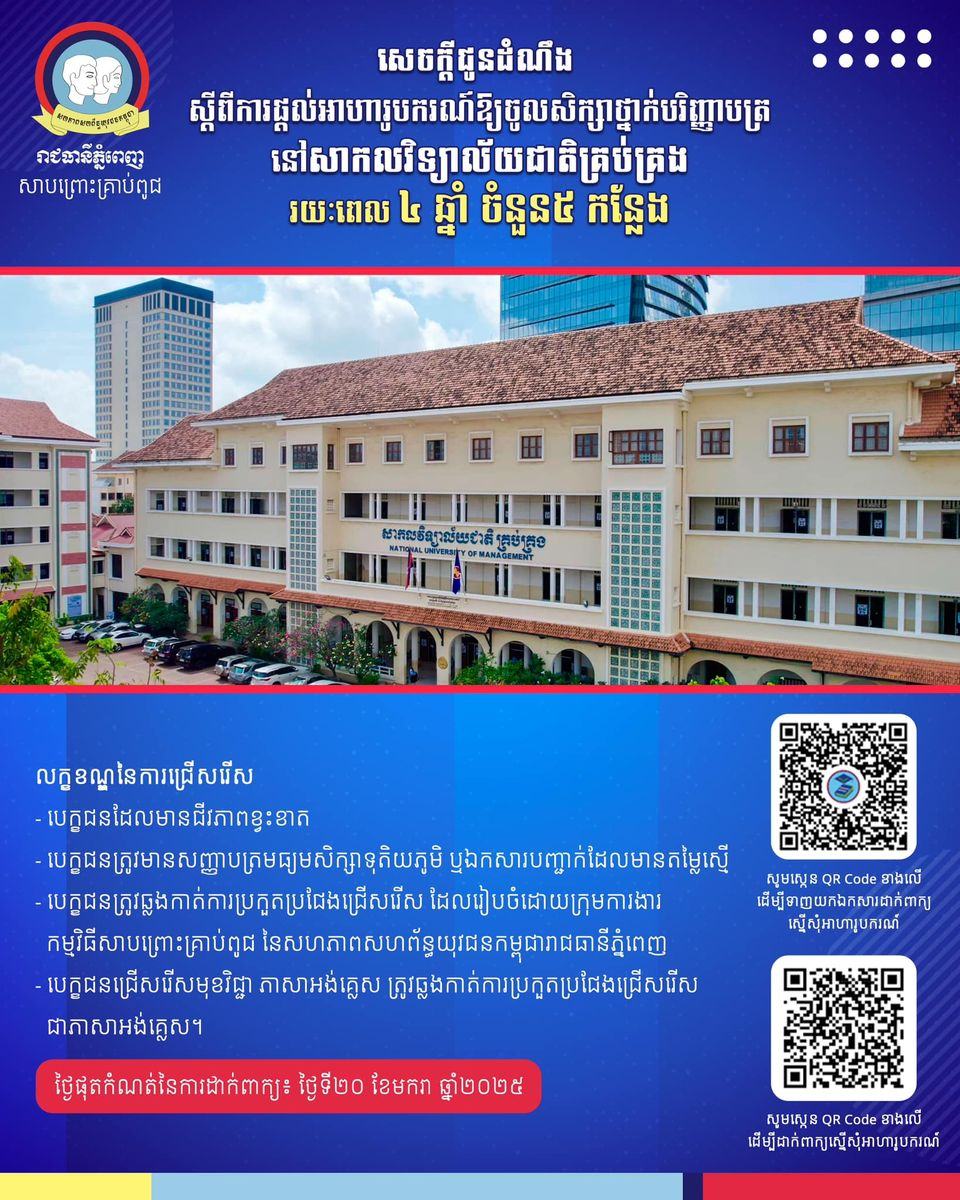 សហភាពសហព័ន្ធយុវជនកម្ពុជា
រាជធានីភ្នំពេញ
សាបព្រោះគ្រាប់ពូជ
សេចក្តីជូនដំណឹង
ស្តីពីការផ្តល់អាហារូបករណ៍ឱ្យចូលសិក្សាថ្នាក់បរិញ្ញាបត្រ
នៅសាកលវិទ្យាល័យជាតិគ្រប់គ្រង
រយៈពេល ៤ ឆ្នាំ ចំនួន៥ កន្លែង
សាកលវិទ្យាល័យជាតិគ្រប់គ្រង
NATIONAL UNIVERSITY OF MANAGEMENT
លក្ខខណ្ឌនៃការជ្រើសរើស
- បេក្ខជនដែលមានជីវភាពខ្វះខាត
- បេក្ខជនត្រូវមានសញ្ញាបត្រមធ្យមសិក្សាទុតិយភូមិ ឬឯកសារបញ្ជាក់ដែលមានតម្លៃស្មើ
- បេក្ខជនត្រូវឆ្លងកាត់ការប្រកួតប្រជែងជ្រើសរើស ដែលរៀបចំដោយក្រុមការងារ
កម្មវិធីសាបព្រោះគ្រាប់ពូជ នៃសហភាពសហព័ន្ធយុវជនកម្ពុជារាជធានីភ្នំពេញ
- បេក្ខជនជ្រើសរើសមុខវិជ្ជា ភាសាអង់គ្លេស ត្រូវឆ្លងកាត់ការប្រកួតប្រជែងជ្រើសរើស
ជាភាសាអង់គ្លេស។
ថ្ងៃផុតកំណត់នៃការដាក់ពាក្យ៖ ថ្ងៃទី២០ ខែមករា ឆ្នាំ២០២៥
សូមស្កេន QR Code ខាងលើ
ដើម្បីទាញយកឯកសារដាក់ពាក្យ
ស្នើសុំអាហារូបករណ៍
សូមស្កេន QR Code ខាងលើ
ដើម្បីដាក់ពាក្យស្នើសុំអាហារូបករណ៍